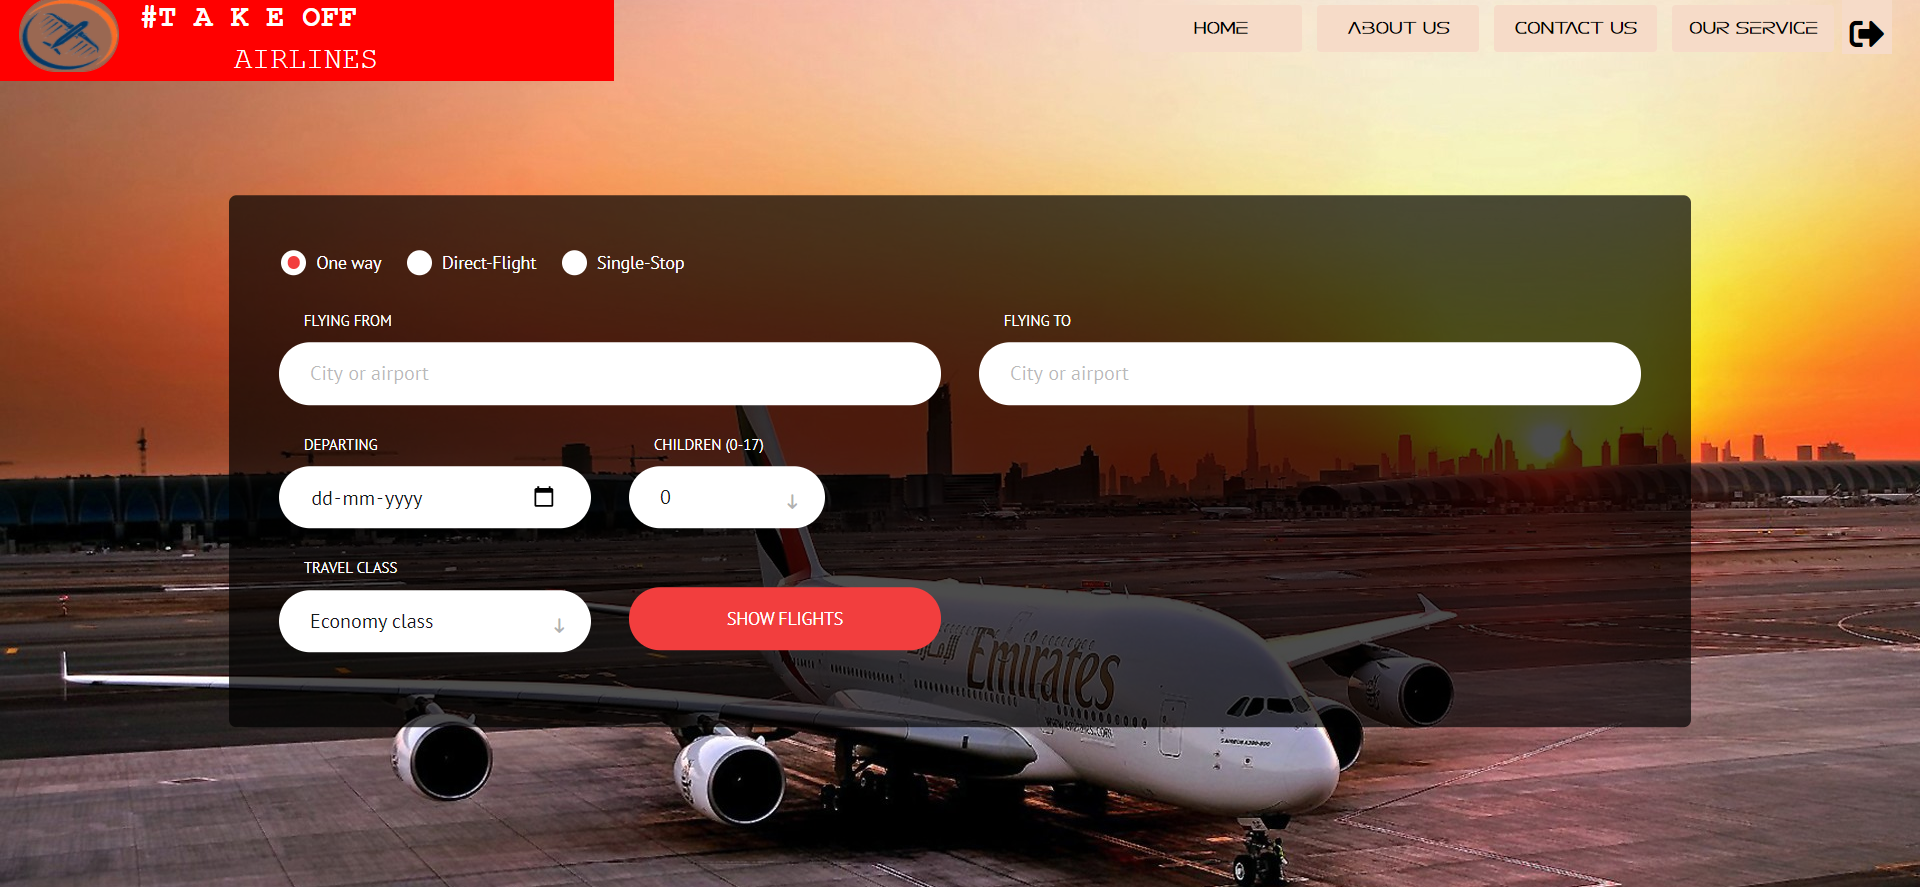 #T A K E OFF
AIRLINES
HOME
ABOUT US
CONTACT US
OUR SERVICE
One way
Direct-Flight
Single-Stop
FLYING FROM
FLYING TO
City or airport
City or airport
DEPARTING
CHILDREN (0-17)
dd-mm-yyyy
0
TRAVEL CLASS
Economy class
SHOW FLIGHTS
Emirates